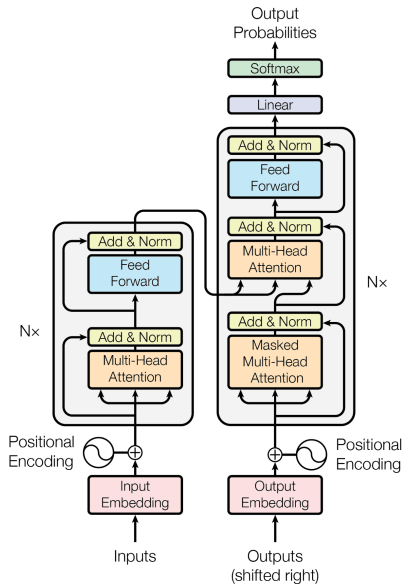 Output
Probabilities
Softmax
Linear
Add & Norm
Feed
Forward
Add & Norm
Multi-Head
Attention
Add & Norm
Masked
Multi-Head
Attention
N×
Positional
Encoding
Output
Embedding
Outputs
(shifted right)
Add & Norm
Feed
Forward
Add & Norm
Multi-Head
Attention
N×
Positional
Encoding
Input
Embedding
Inputs